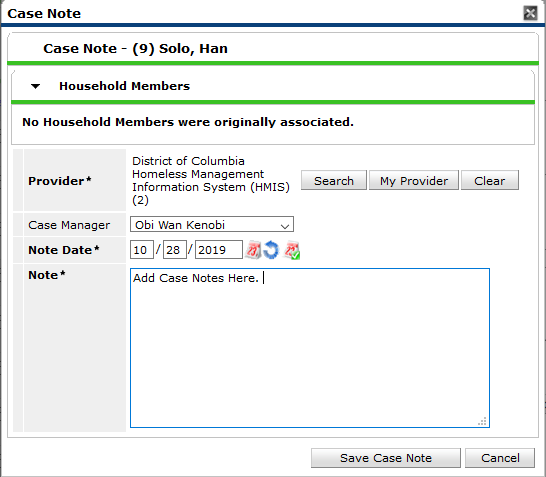 Case Note
Case Note - (9) Solo, Han
Household Members
No Household Members were originally associated.
Provider*
District of Columbia
Homeless Management
Information System (HMIS)
(2)
Search
My Provider
Clear
Case Manager
Obi Wan Kenobi
Note Date*
10 / 28 / 2019
Note*
Add Case Notes Here.
Save Case Note
Cancel